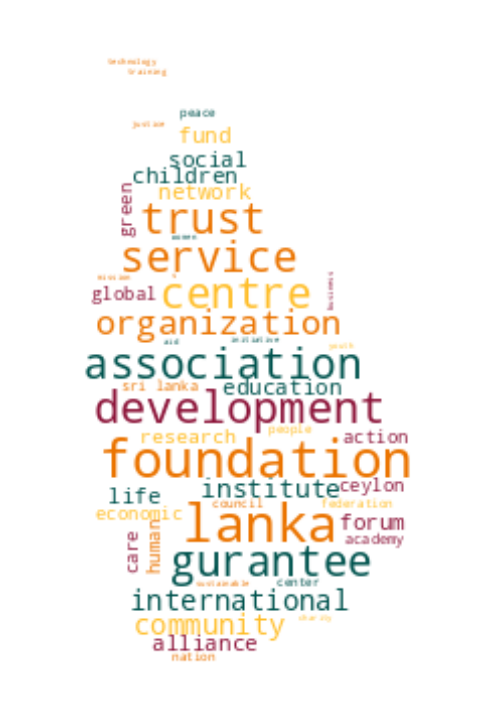 technology
training
peace
justice
fund
social
children
network
green
trust
women
service
mission
global
centre
business
organization
aid
initiative
youth
association
sri lanka
education
development
people
research
action
foundation
institute
ceylon
life
council
federation
economic
lanka
forum
human
care
academy
gurantee
sustainable
center
international
charity
community
alliance
nation